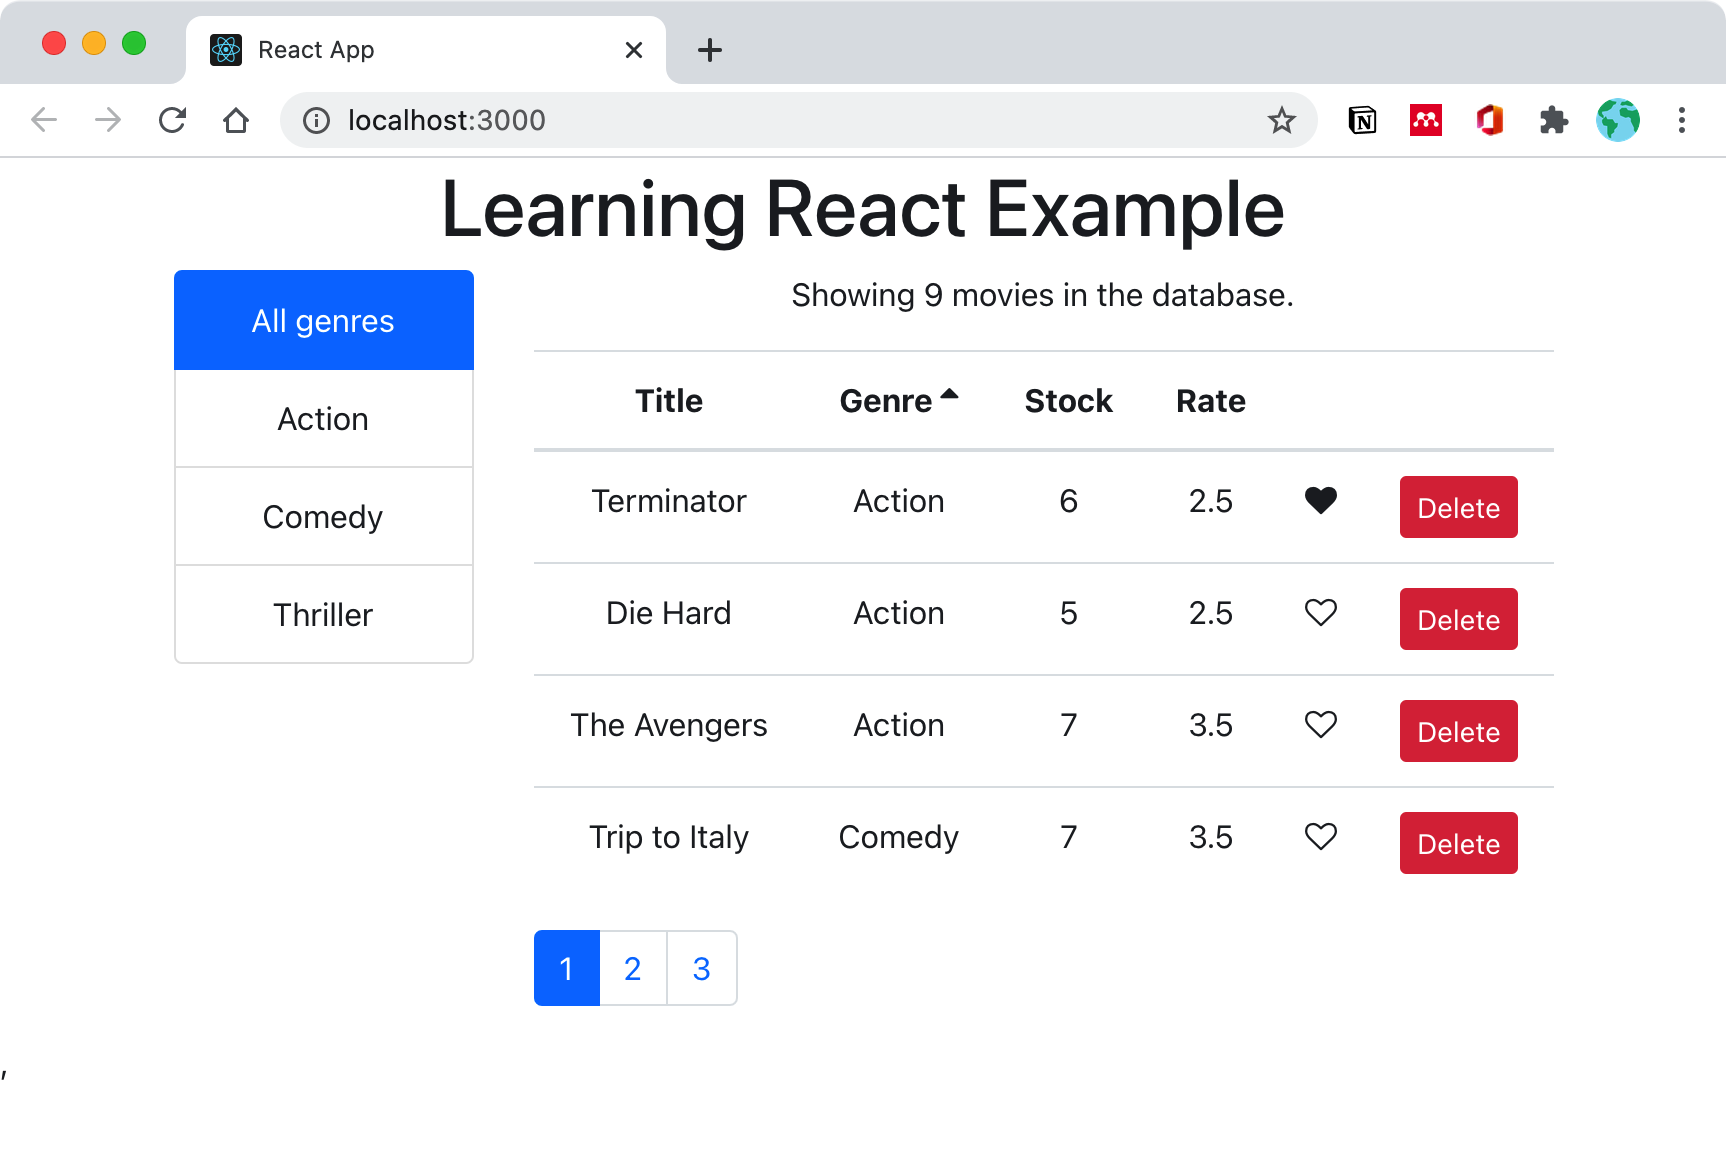 React App
localhost:3000
N
Learning React Example
All genres
Action
Comedy
Thriller
Showing 9 movies in the database.
Title Genre Stock Rate
Terminator Action 6 2.5 Delete
Die Hard Action 5 2.5 Delete
The Avengers Action 7 3.5 Delete
Trip to Italy Comedy 7 3.5 Delete
1 2 3
,